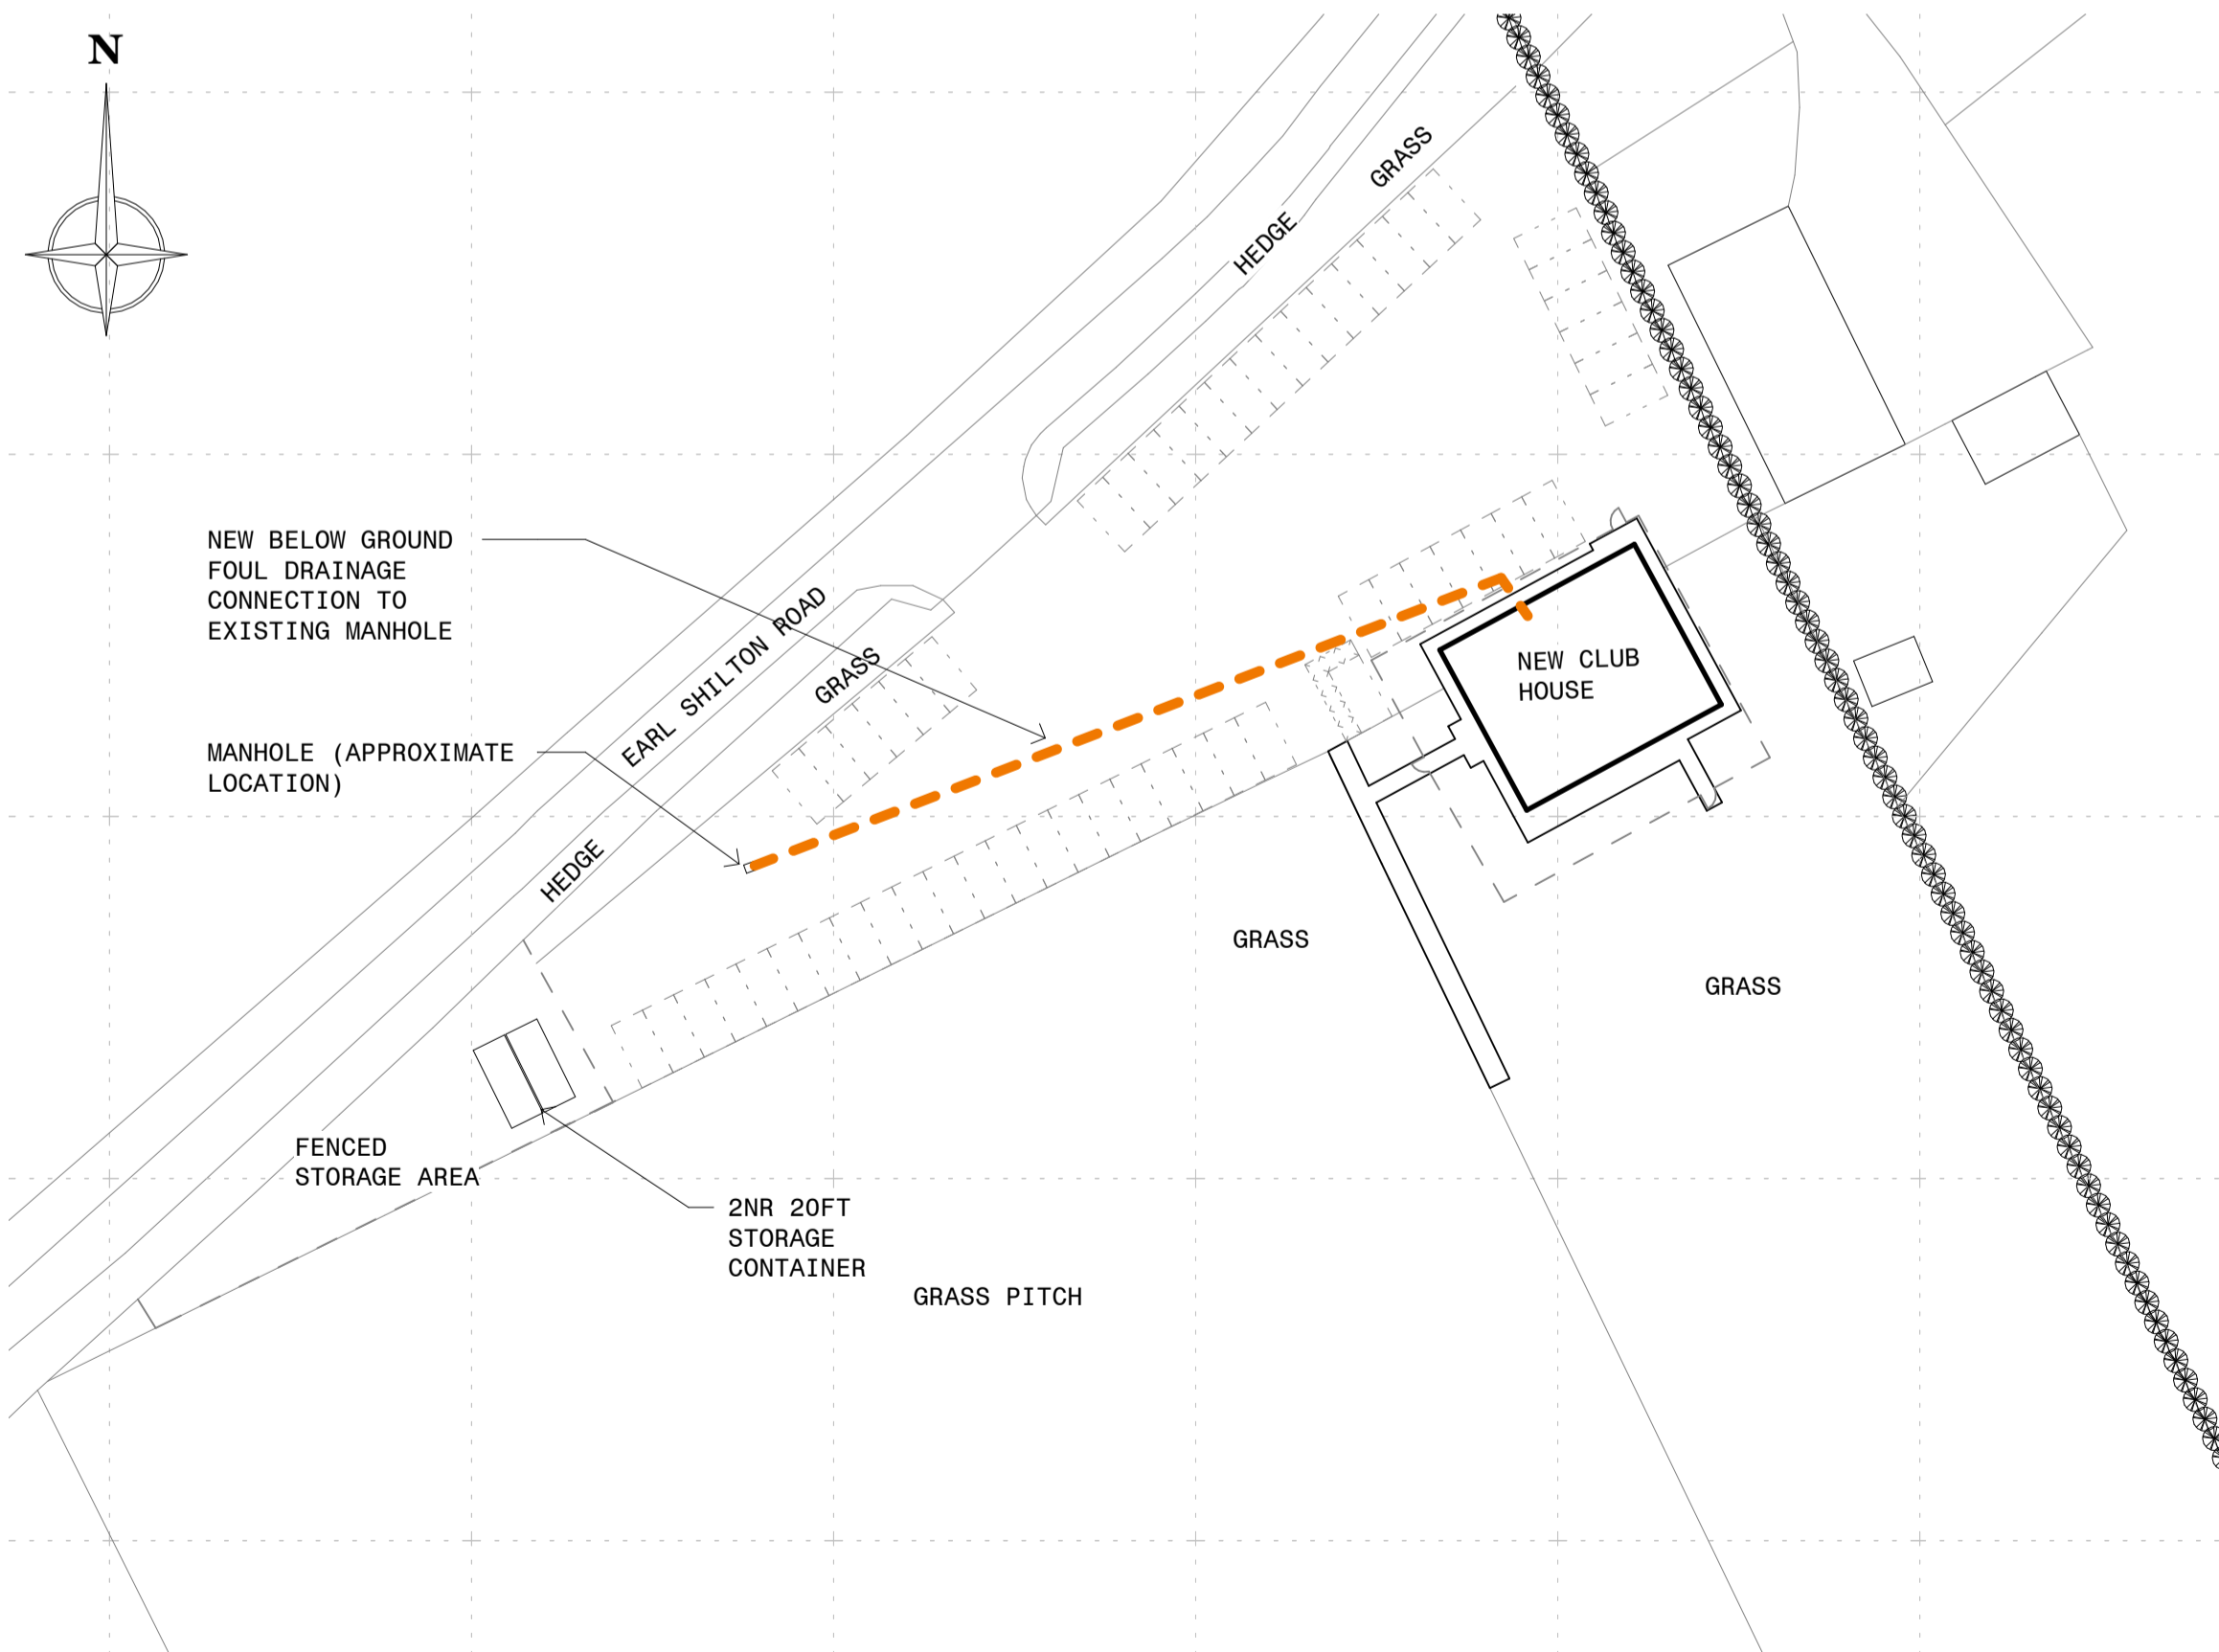 N
GRASS
HEDGE
NEW BELOW GROUND
FOUL DRAINAGE
CONNECTION TO
EXISTING MANHOLE
EARL SHILTON ROAD
GRASS
NEW CLUB
HOUSE
MANHOLE (APPROXIMATE
LOCATION)
HEDGE
GRASS
GRASS
FENCED
STORAGE AREA
2NR 20FT
STORAGE
CONTAINER
GRASS PITCH